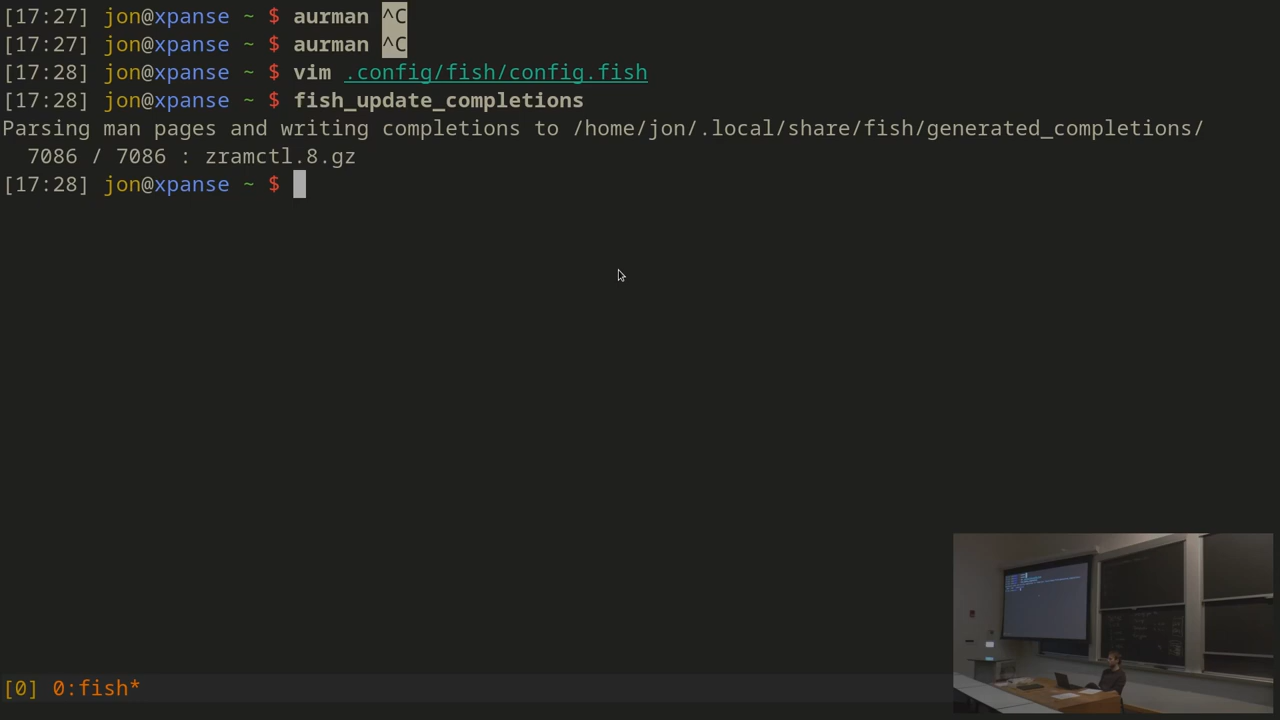 [17:27] jon@xpanse ~ $ aurman ^C
[17:27] jon@xpanse ~ $ aurman ^C
[17:28] jon@xpanse ~ $ vim .config/fish/config.fish
[17:28] jon@xpanse ~ $ fish_update_completions
Parsing man pages and writing completions to /home/jon/.local/share/fish/generated_completions/
  7086 / 7086 : zramctl.8.gz
[17:28] jon@xpanse ~ $
[0] 0:fish*